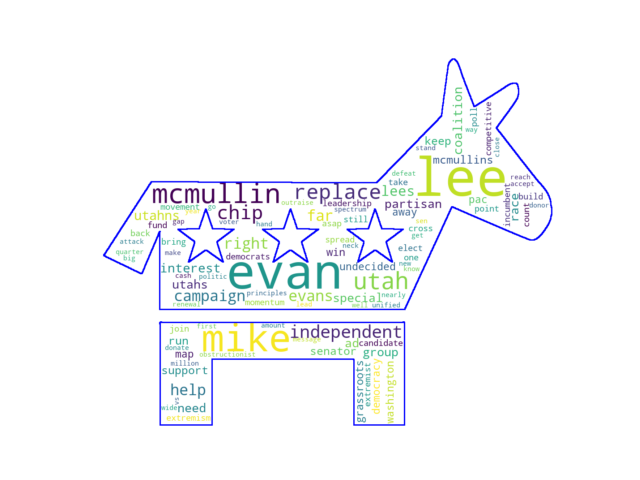 coalition
poll
way
competitive
close
keep
stand
mcmullins
lee
defeat
take
reach
accept
mcmullin
replace
lees
pac
point
incumbent
race
build
count
donor
partisan
outraise
leadership
spectrum
away
utahns
movement
go
year
chip
far
still
cross
get
fund
gap
voter
hand
asap
van
back
attack
bring
right
spread
neck
win
elect
one
new
know
quarter
big
make
democrats
evan
undecided
utah
interest
cash
politic
utahs
campaign
principles
evans
special
nearly
renewal
momentum
lead
well
unified
join
first
amount
mike
message
independent
run
donate
ad
candidate
map
obstructionist
senator
group
million
support
grassroots
extremist
democracy
washington
help
vs
wide
need
extremism